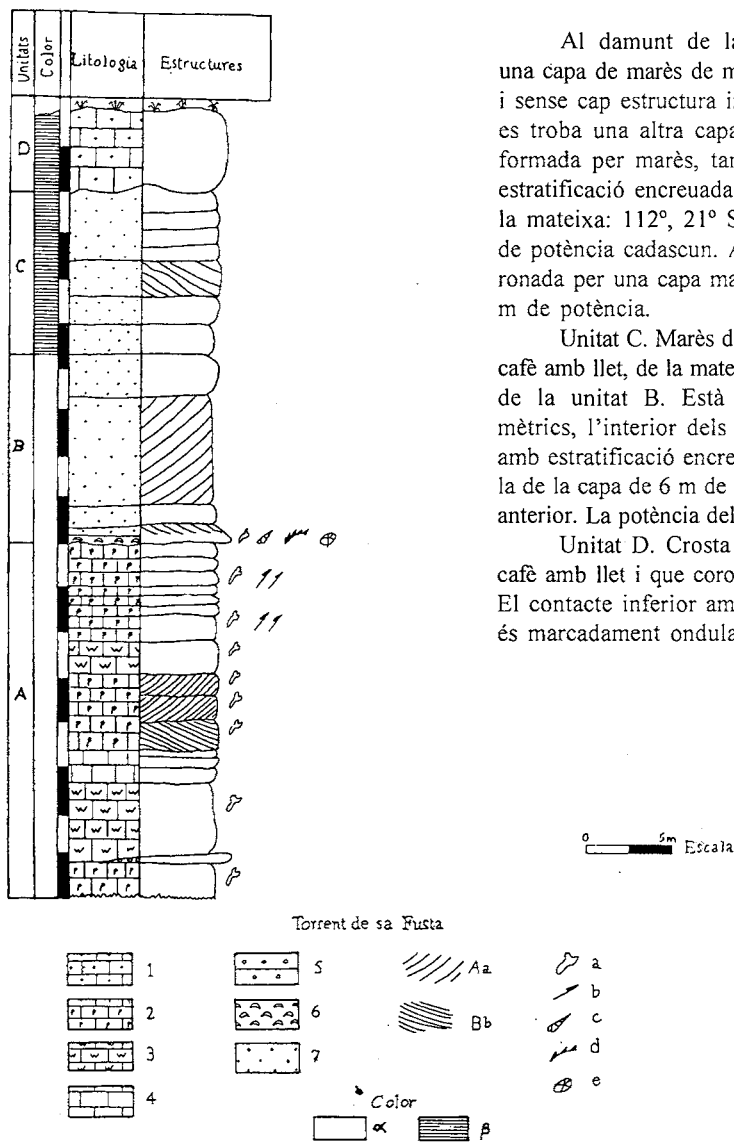 Unitats Color Litología Estructures
D
C
B
A
Al damunt de la
una capa de marès de m
i sense cap estructura i
es troba una altra capa
formada per marès, tar
estratificació encreuada
la mateixa: 112º, 21º S
de potència cadascun. A
ronada per una capa ma
m de potència.
Unitat C. Marès d
cafè amb llet, de la mate
de la unitat B. Està
mètrics, l'interior dels
amb estratificació encre
la de la capa de 6 m de
anterior. La potència del
Unitat D. Crosta
cafè amb llet i que coro
El contacte inferior am
és marcadament ondula
0 5m Escala
Torrent de sa Fusta
1 5 Aa a
2 6 Bb b
3 7 c
4 d
e
Color
α β